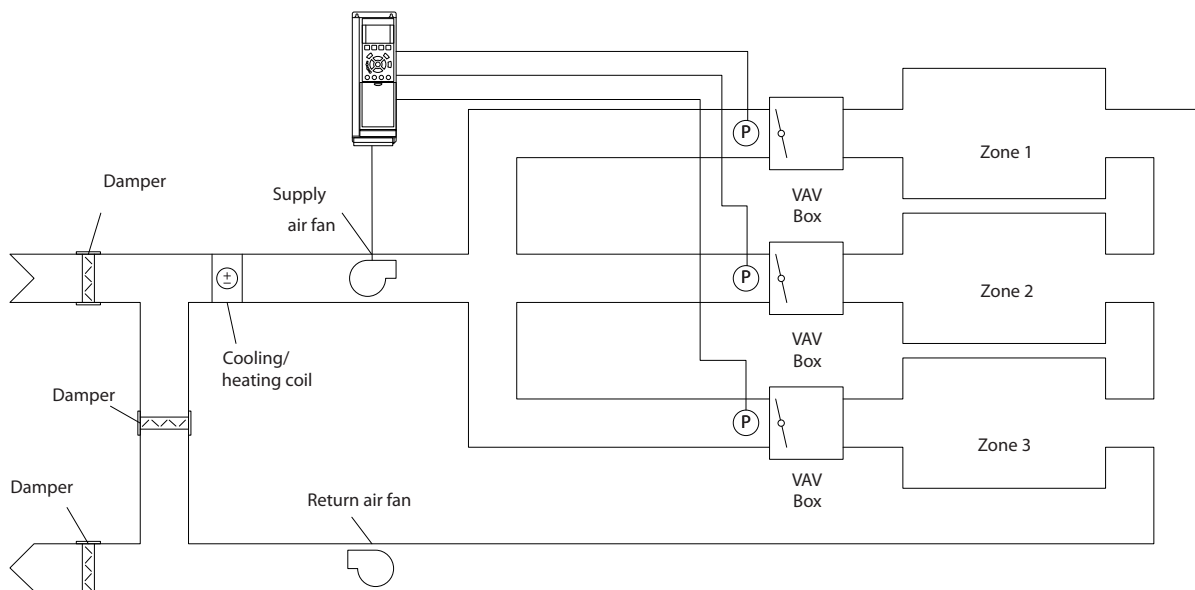 Damper
Supply
air fan
Cooling/
heating coil
Damper
Damper
Return air fan
P
VAV
Box
Zone 1
P
VAV
Box
Zone 2
P
VAV
Box
Zone 3